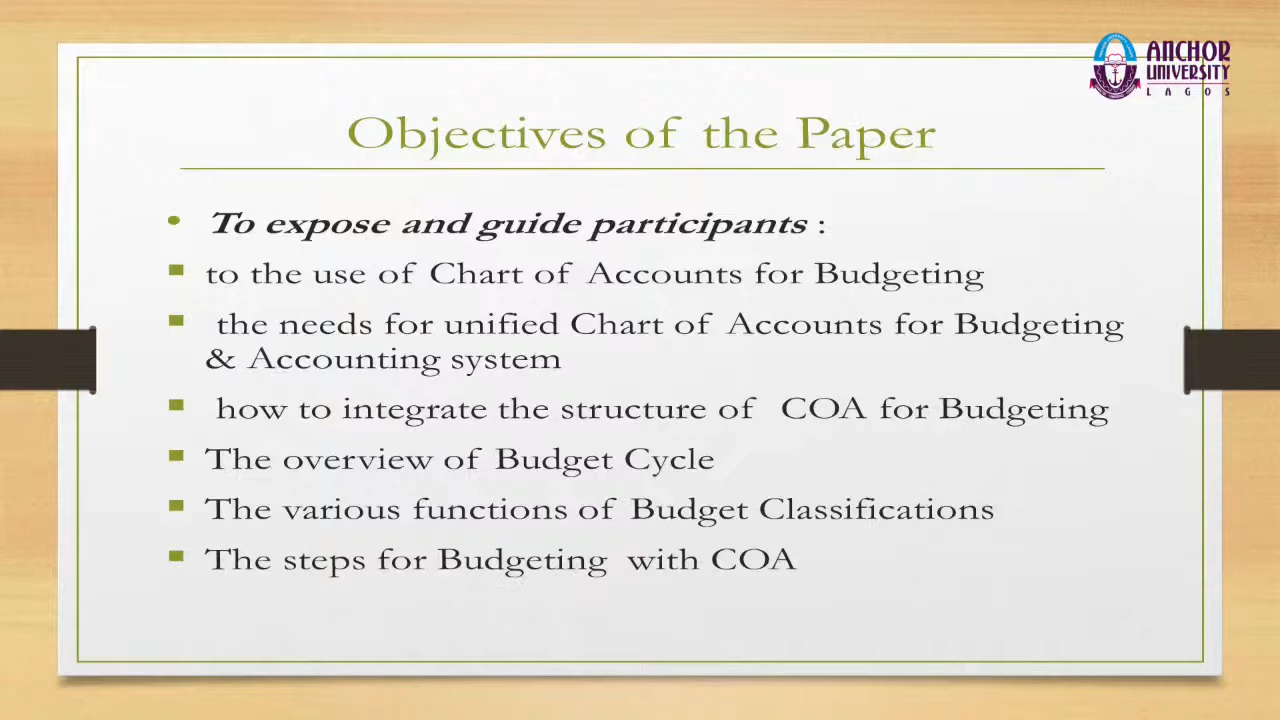 ANCHOR
UNIVERSITY
LAGOS
Objectives of the Paper
• To expose and guide participants :
▪ to the use of Chart of Accounts for Budgeting
▪ the needs for unified Chart of Accounts for Budgeting
& Accounting system
▪ how to integrate the structure of COA for Budgeting
▪ The overview of Budget Cycle
▪ The various functions of Budget Classifications
▪ The steps for Budgeting with COA